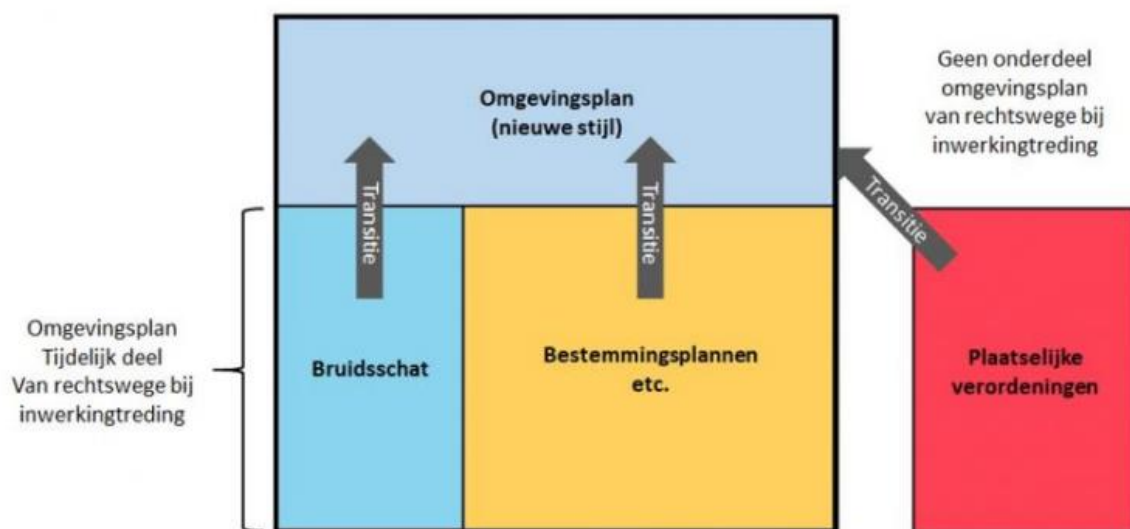 Omgevingsplan
(nieuwe stijl)
Geen onderdeel
omgevingsplan
van rechtswege bij
inwerkingtreding
Transitie
Transitie
Transitie
Omgevingsplan
Tijdelijk deel
Van rechtswege bij
inwerkingtreding
Bruidsschat
Bestemmingsplannen
etc.
Plaatselijke
verordeningen